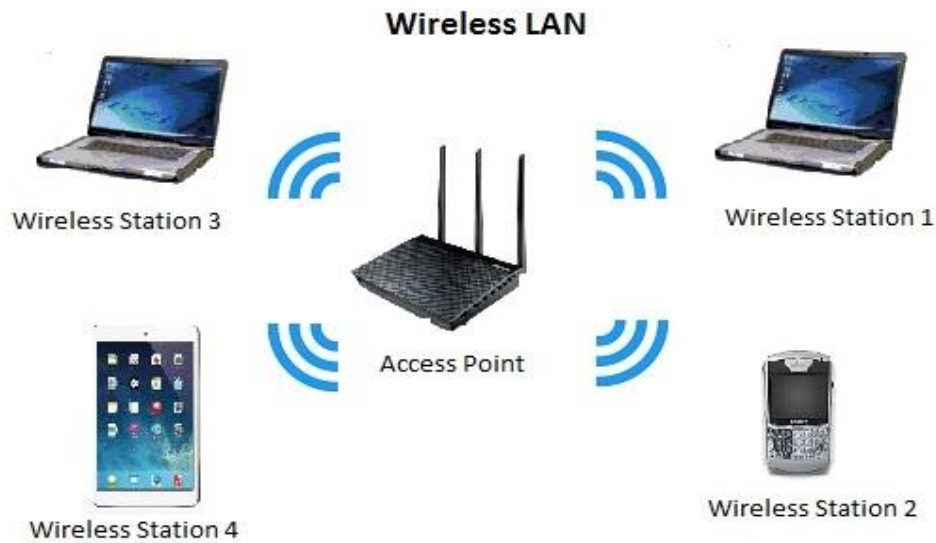 Wireless LAN
Wireless Station 3
Wireless Station 1
Access Point
Wireless Station 4
Wireless Station 2